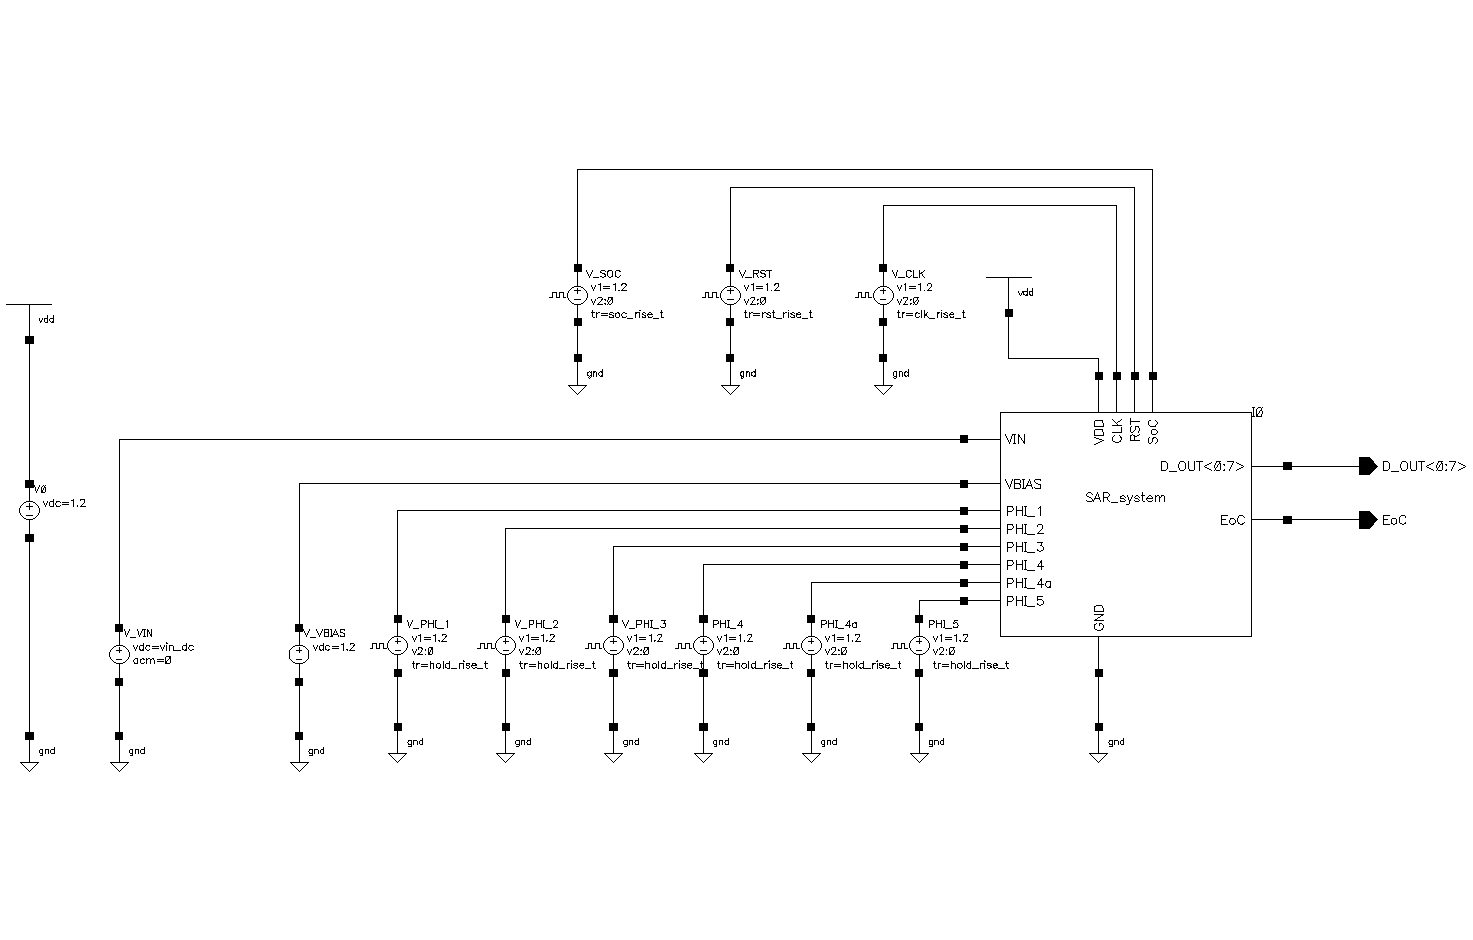 V_SOC
v1=1.2
v2:0
tr=soc_rise_t
gnd
V_RST
v1=1.2
v2:0
tr=rst_rise_t
gnd
V_CLK
v1=1.2
v2:0
tr=clk_rise_t
gnd
vdd
vdd
V0
vdc=1.2
gnd
I0
VDD
CLK
RST
SoC
VIN
VBIAS
PHI_1
PHI_2
PHI_3
PHI_4
PHI_4a
PHI_5
SAR_system
GND
D_OUT<0:7>
D_OUT<0:7>
EoC
EoC
V_VIN
vdc=vin_dc
acm=0
gnd
V_VBIAS
vdc=1.2
gnd
V_PHI_1
v1=1.2
v2:0
tr=hold_rise_t
gnd
V_PHI_2
v1=1.2
v2:0
tr=hold_rise_t
gnd
V_PHI_3
v1=1.2
v2:0
tr=hold_rise_t
gnd
PHI_4
v1=1.2
v2:0
tr=hold_rise_t
gnd
PHI_4a
v1=1.2
v2:0
tr=hold_rise_t
gnd
PHI_5
v1=1.2
v2:0
tr=hold_rise_t
gnd
gnd